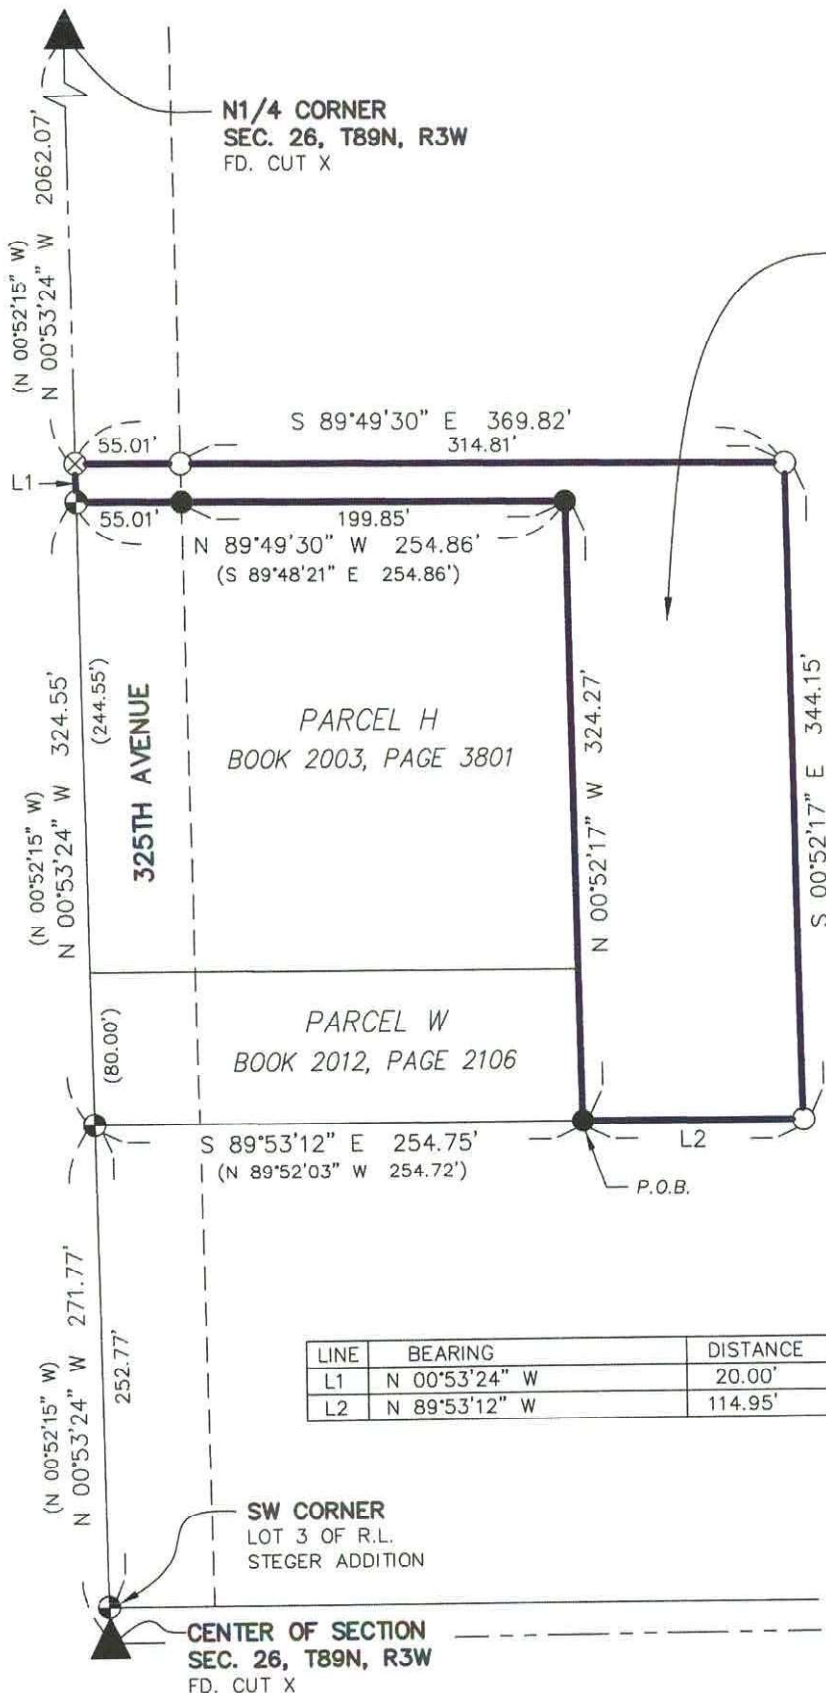 N1/4 CORNER
SEC. 26, T89N, R3W
FD. CUT X
(N 00°52'15" W)
N 00°53'24" W 2062.07'
S 89°49'30" E 369.82'
55.01'
314.81'
L1
55.01'
199.85'
N 89°49'30" W 254.86'
(S 89°48'21" E 254.86')
(N 00°52'15" W)
N 00°53'24" W 324.55'
(244.55')
325TH AVENUE
PARCEL H
BOOK 2003, PAGE 3801
N 00°52'17" W 324.27'
S 00°52'17" E 344.15'
(80.00')
PARCEL W
BOOK 2012, PAGE 2106
S 89°53'12" E 254.75'
(N 89°52'03" W 254.72')
L2
P.O.B.
(N 00°52'15" W)
N 00°53'24" W 271.77'
252.77'
LINE BEARING DISTANCE
L1 N 00°53'24" W 20.00'
L2 N 89°53'12" W 114.95'
SW CORNER
LOT 3 OF R.L.
STEGER ADDITION
CENTER OF SECTION
SEC. 26, T89N, R3W
FD. CUT X